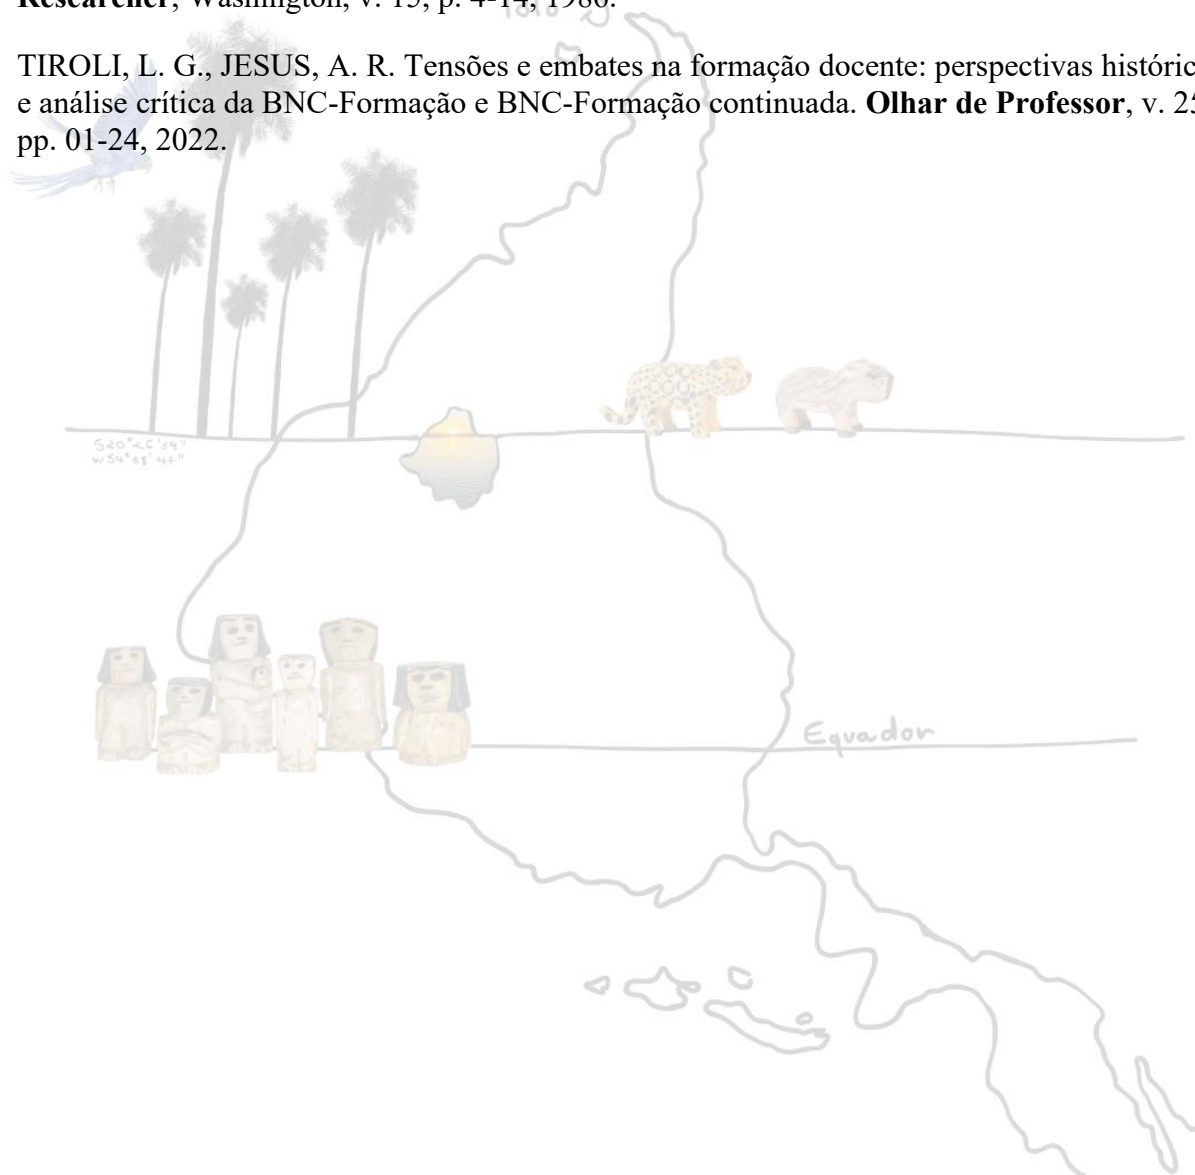 Researcher, Washington, v. 15, p. 4-14, 1986.
TIROLI, L. G., JESUS, A. R. Tensões e embates na formação docente: perspectivas históric
e análise crítica da BNC-Formação e BNC-Formação continuada. Olhar de Professor, v. 25
pp. 01-24, 2022.
Equador